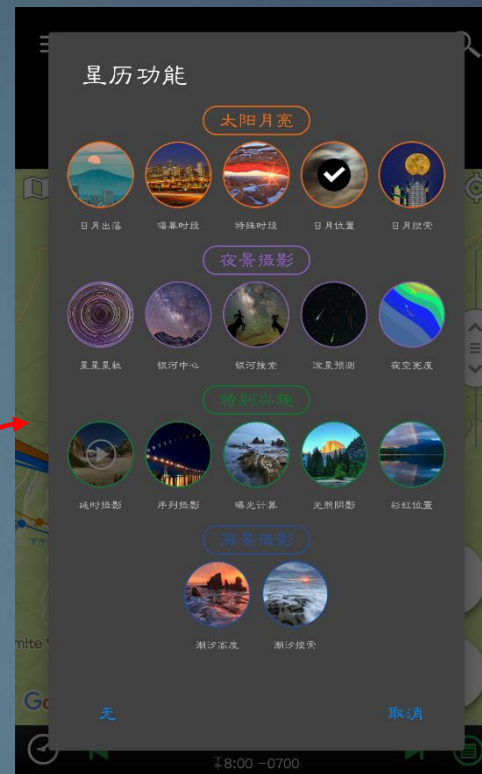 星历功能
太阳月亮
日月出落 曙暮时段 特殊时段 日月位置 日月搜索
夜景摄影
星星星轨 银河中心 银河搜索 流星预测 夜空亮度
特别兴趣
延时摄影 序列摄影 曝光计算 光照阴影 彩虹位置
海景摄影
潮汐高度 潮汐搜索
下午
mite
Go
无 取消
8:00 -0700